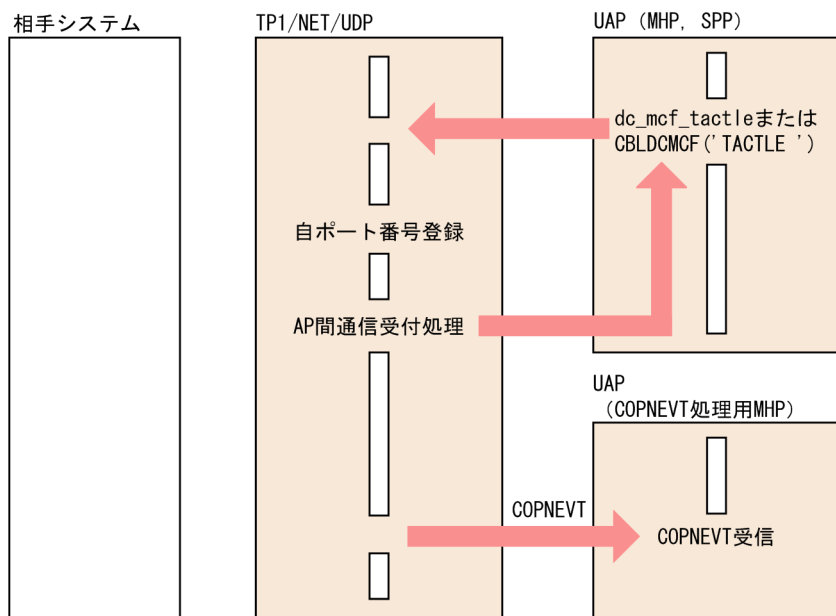 相手システム
TP1/NET/UDP
UAP (MHP, SPP)
dc_mcf_tactleまたは
CBLDCMCF('TACTLE ')
自ポート番号登録
AP間通信受付処理
UAP
(COPNEVT処理用MHP)
COPNEVT
COPNEVT受信